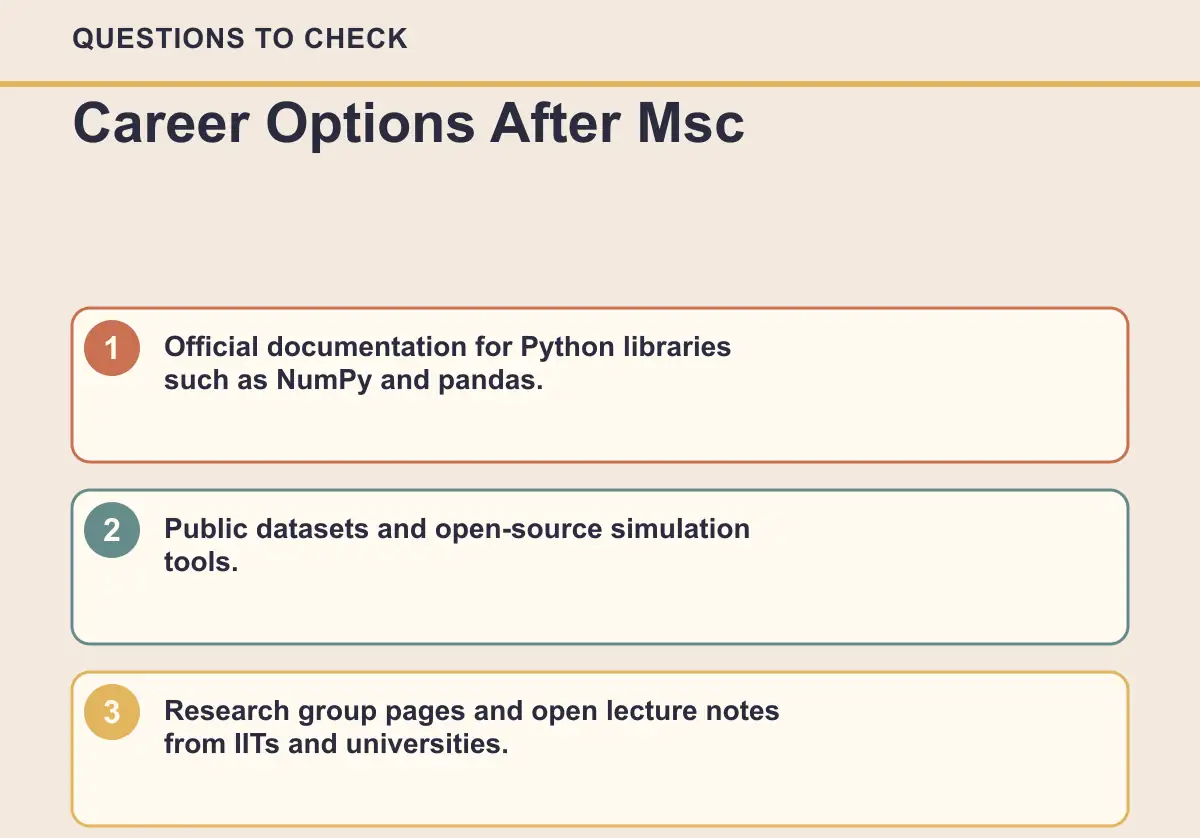 QUESTIONS TO CHECK
Career Options After Msc
1
Official documentation for Python libraries
such as NumPy and pandas.
2
Public datasets and open-source simulation
tools.
3
Research group pages and open lecture notes
from IITs and universities.